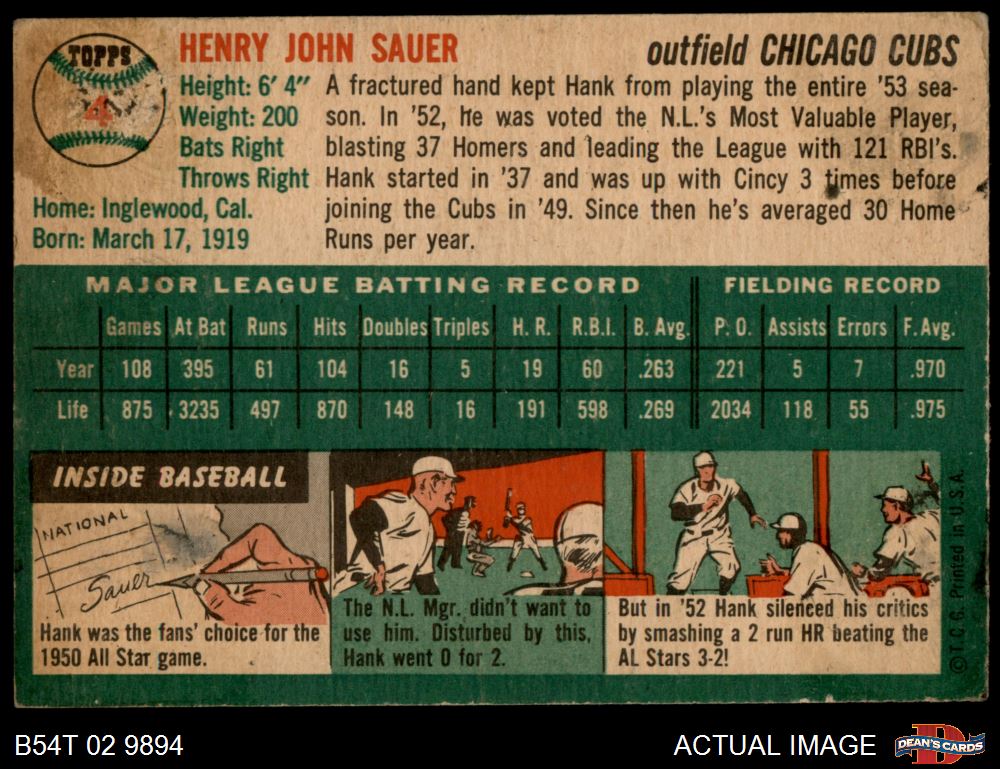 TOPPS
4
HENRY JOHN SAUER
outfield CHICAGO CUBS
Height: 6' 4"
Weight: 200
Bats Right
Throws Right
Home: Inglewood, Cal.
Born: March 17, 1919
A fractured hand kept Hank from playing the entire '53 sea-
son. In '52, he was voted the N.L.'s Most Valuable Player,
blasting 37 Homers and leading the League with 121 RBI's.
Hank started in '37 and was up with Cincy 3 times before
joining the Cubs in '49. Since then he's averaged 30 Home
Runs per year.
MAJOR LEAGUE BATTING RECORD FIELDING RECORD
Games At Bat Runs Hits Doubles Triples H. R. R.B.I. B. Avg. P. O. Assists Errors F. Avg.
Year 108 395 61 104 16 5 19 60 .263 221 5 7 .970
Life 875 3235 497 870 148 16 191 598 .269 2034 118 55 .975
INSIDE BASEBALL
NATIONAL
Sauer
Hank was the fans' choice for the
1950 All Star game.
The N.L. Mgr. didn't want to
use him. Disturbed by this,
Hank went 0 for 2.
But in '52 Hank silenced his critics
by smashing a 2 run HR beating the
AL Stars 3-2!
© T. C. G. Printed in U.S.A.
B54T 02 9894
ACTUAL IMAGE
DEAN'S CARDS